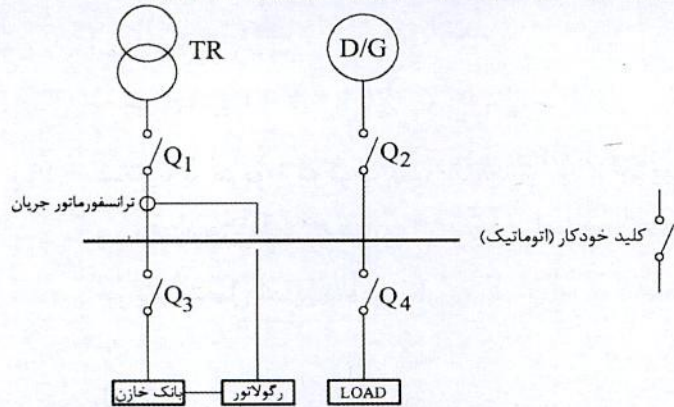 TR
D/G
Q1
Q2
ترانسفورماتور جریان
کلید خودکار (اتوماتیک)
Q3
Q4
بانک خازن
رگولاتور
LOAD